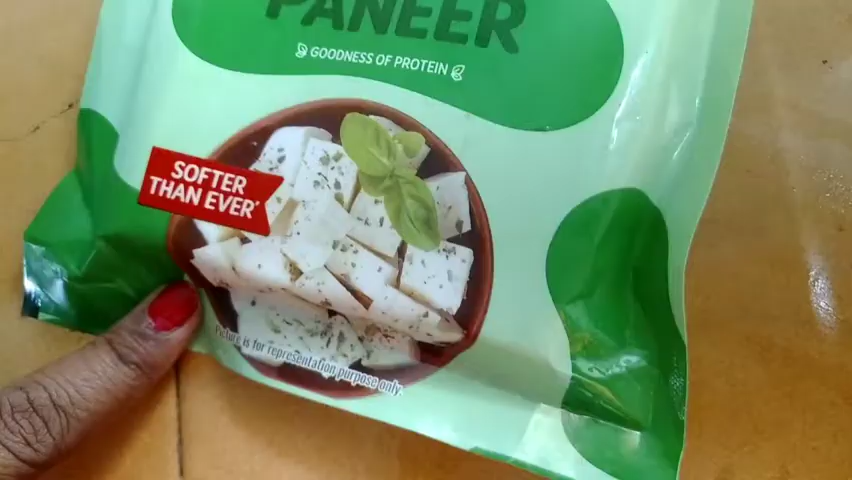 PANEER
GOODNESS OF PROTEIN
SOFTER
THAN EVER*
Picture is for representation purpose only.